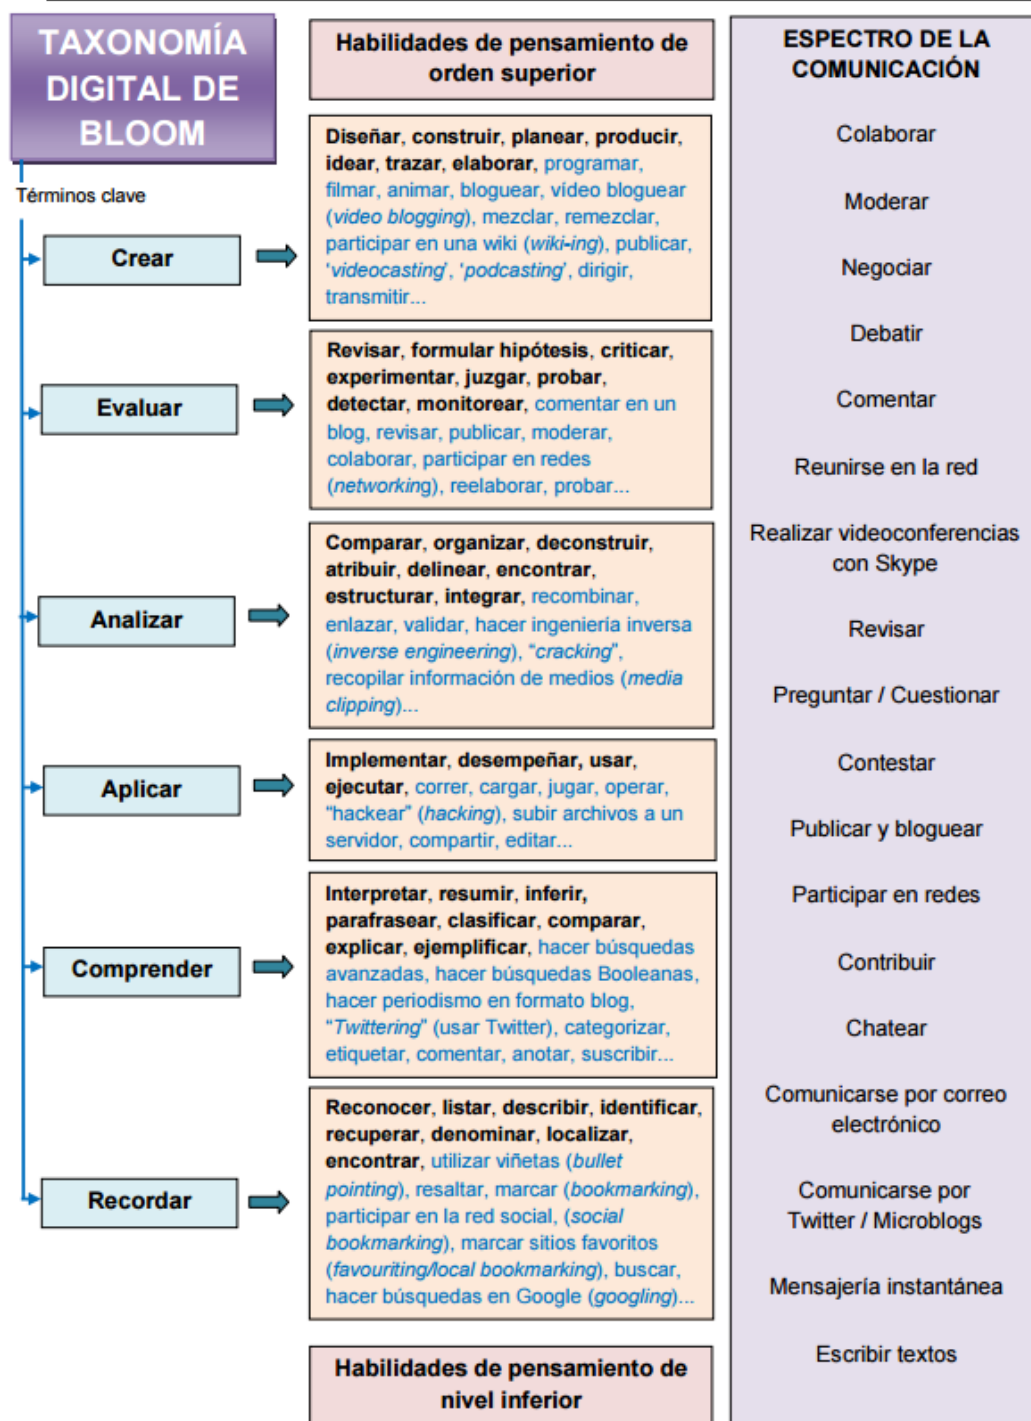 TAXONOMÍA
DIGITAL DE
BLOOM
Términos clave
Habilidades de pensamiento de
orden superior
Crear
Diseñar, construir, planear, producir,
idear, trazar, elaborar, programar,
filmar, animar, bloguear, vídeo bloguear
(video blogging), mezclar, remezclar,
participar en una wiki (wiki-ing), publicar,
‘videocasting’, ‘podcasting’, dirigir,
transmitir...
Evaluar
Revisar, formular hipótesis, criticar,
experimentar, juzgar, probar,
detectar, monitorear, comentar en un
blog, revisar, publicar, moderar,
colaborar, participar en redes
(networking), reelaborar, probar...
Analizar
Comparar, organizar, deconstruir,
atribuir, delinear, encontrar,
estructurar, integrar, recombinar,
enlazar, validar, hacer ingeniería inversa
(inverse engineering), “cracking”,
recopilar información de medios (media
clipping)...
Aplicar
Implementar, desempeñar, usar,
ejecutar, correr, cargar, jugar, operar,
“hackear” (hacking), subir archivos a un
servidor, compartir, editar...
Comprender
Interpretar, resumir, inferir,
parafrasear, clasificar, comparar,
explicar, ejemplificar, hacer búsquedas
avanzadas, hacer búsquedas Booleanas,
hacer periodismo en formato blog,
“Twittering” (usar Twitter), categorizar,
etiquetar, comentar, anotar, suscribir...
Recordar
Reconocer, listar, describir, identificar,
recuperar, denominar, localizar,
encontrar, utilizar viñetas (bullet
pointing), resaltar, marcar (bookmarking),
participar en la red social, (social
bookmarking), marcar sitios favoritos
(favouriting/local bookmarking), buscar,
hacer búsquedas en Google (googling)...
Habilidades de pensamiento de
nivel inferior
ESPECTRO DE LA
COMUNICACIÓN
Colaborar
Moderar
Negociar
Debatir
Comentar
Reunirse en la red
Realizar videoconferencias
con Skype
Revisar
Preguntar / Cuestionar
Contestar
Publicar y bloguear
Participar en redes
Contribuir
Chatear
Comunicarse por correo
electrónico
Comunicarse por
Twitter / Microblogs
Mensajería instantánea
Escribir textos